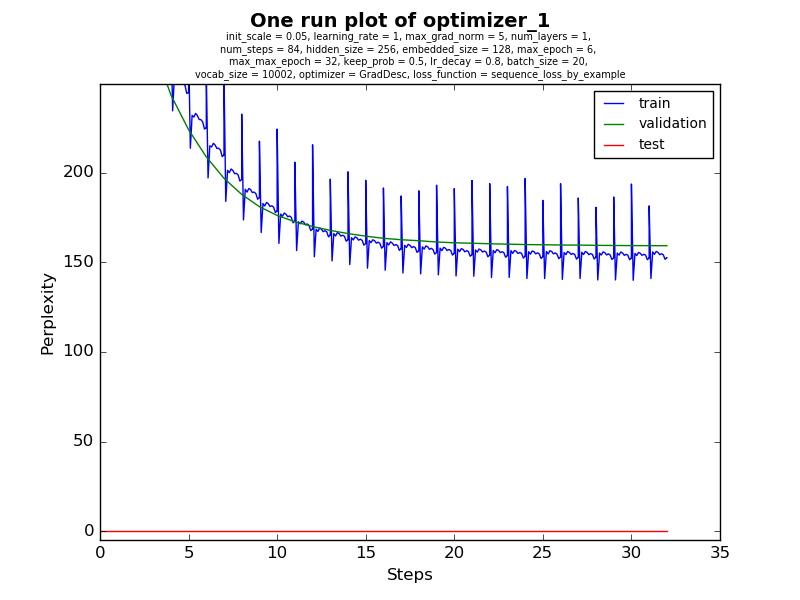 One run plot of optimizer_1
init_scale = 0.05, learning_rate = 1, max_grad_norm = 5, num_layers = 1,
num_steps = 84, hidden_size = 256, embedded_size = 128, max_epoch = 6,
max_max_epoch = 32, keep_prob = 0.5, lr_decay = 0.8, batch_size = 20,
vocab_size = 10002, optimizer = GradDesc, loss_function = sequence_loss_by_example
train
validation
test
200
150
100
50
0
Perplexity
0 5 10 15 20 25 30 35
Steps